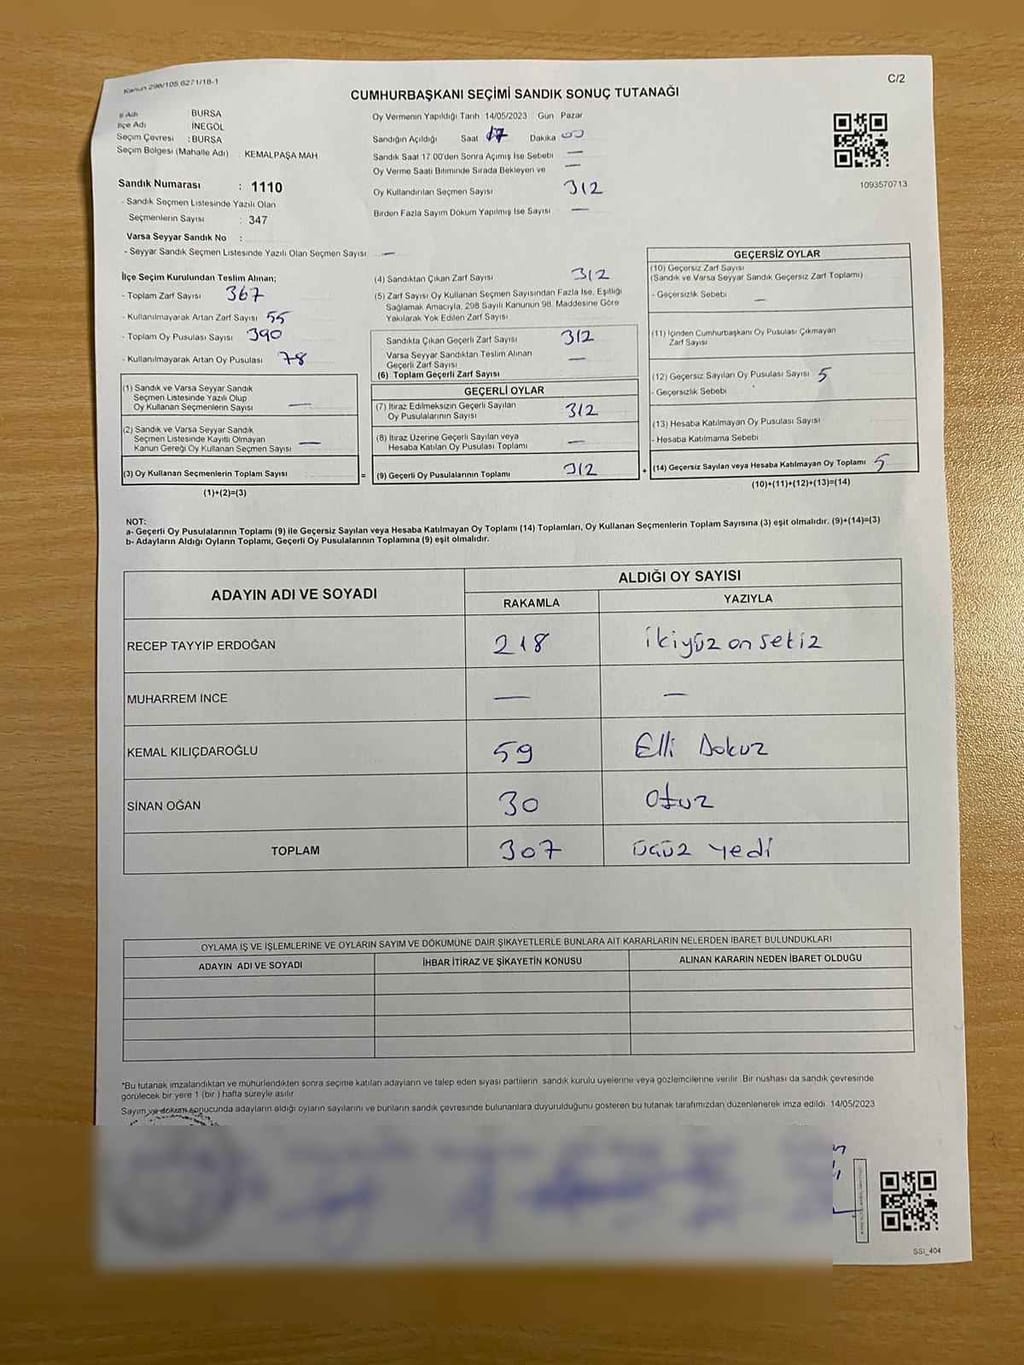 Kanun 298/105 6271/18-1
C/2
CUMHURBAŞKANI SEÇİMİ SANDIK SONUÇ TUTANAĞI
İl Adı BURSA
İlçe Adı İNEGÖL
Seçim Çevresi : BURSA
Seçim Bölgesi (Mahalle Adı) : KEMALPAŞA MAH
Sandık Numarası : 1110
- Sandık Seçmen Listesinde Yazılı Olan
Seçmenlerin Sayısı : 347
Varsa Seyyar Sandık No :
- Seyyar Sandık Seçmen Listesinde Yazılı Olan Seçmen Sayısı —
Oy Vermenin Yapıldığı Tarih 14/05/2023 Gün Pazar
Sandığın Açıldığı Saat 17 Dakika 00
Sandık Saat 17 00'den Sonra Açımış İse Sebebi —
Oy Verme Saati Bitiminde Sırada Bekleyen ve —
Oy Kullandırılan Seçmen Sayısı 312
Birden Fazla Sayım Döküm Yapılmış İse Sayısı —
1093570713
İlçe Seçim Kurulundan Teslim Alınan;
- Toplam Zarf Sayısı 367
- Kullanılmayarak Artan Zarf Sayısı 55
- Toplam Oy Pusulası Sayısı 390
- Kullanılmayarak Artan Oy Pusulası 78
(1) Sandık ve Varsa Seyyar Sandık
Seçmen Listesinde Yazılı Olup
Oy Kullanan Seçmenlerin Sayısı —
(2) Sandık ve Varsa Seyyar Sandık
Seçmen Listesinde Kayıtlı Olmayan
Kanun Gereği Oy Kullanan Seçmen Sayısı —
(3) Oy Kullanan Seçmenlerin Toplam Sayısı =
(1)+(2)=(3)
(4) Sandıktan Çıkan Zarf Sayısı 312
(5) Zarf Sayısı Oy Kullanan Seçmen Sayısından Fazla İse, Eşitliği
Sağlamak Amacıyla, 298 Sayılı Kanunun 98. Maddesine Göre
Yakılarak Yok Edilen Zarf Sayısı
Sandıkta Çıkan Geçerli Zarf Sayısı 312
Varsa Seyyar Sandıktan Teslim Alınan
Geçerli Zarf Sayısı —
(6) Toplam Geçerli Zarf Sayısı
GEÇERLİ OYLAR
(7) İtiraz Edilmeksizin Geçerli Sayılan
Oy Pusulalarının Sayısı 312
(8) İtiraz Üzerine Geçerli Sayılan veya
Hesaba Katılan Oy Pusulası Toplamı —
(9) Geçerli Oy Pusulalarının Toplamı 312 +
GEÇERSİZ OYLAR
(10) Geçersiz Zarf Sayısı
(Sandık ve Varsa Seyyar Sandık Geçersiz Zarf Toplamı)
- Geçersizlik Sebebi —
(11) İçinden Cumhurbaşkanı Oy Pusulası Çıkmayan
Zarf Sayısı
(12) Geçersiz Sayılan Oy Pusulası Sayısı 5
- Geçersizlik Sebebi
(13) Hesaba Katılmayan Oy Pusulası Sayısı
- Hesaba Katılmama Sebebi
(14) Geçersiz Sayılan veya Hesaba Katılmayan Oy Toplamı 5
(10)+(11)+(12)+(13)=(14)
NOT:
a- Geçerli Oy Pusulalarının Toplamı (9) ile Geçersiz Sayılan veya Hesaba Katılmayan Oy Toplamı (14) Toplamları, Oy Kullanan Seçmenlerin Toplam Sayısına (3) eşit olmalıdır. (9)+(14)=(3)
b- Adayların Aldığı Oyların Toplamı, Geçerli Oy Pusulalarının Toplamına (9) eşit olmalıdır.
ADAYIN ADI VE SOYADI ALDIĞI OY SAYISI
RAKAMLA YAZIYLA
RECEP TAYYİP ERDOĞAN 218 ikiyüz on sekiz
MUHARREM İNCE — —
KEMAL KILIÇDAROĞLU 59 Elli Dokuz
SİNAN OĞAN 30 Otuz
TOPLAM 307 üçüz yedi
OYLAMA İŞ VE İŞLEMLERİNE VE OYLARIN SAYIM VE DÖKÜMÜNE DAİR ŞİKAYETLERLE BUNLARA AİT KARARLARIN NELERDEN İBARET BULUNDUKLARI
ADAYIN ADI VE SOYADI İHBAR İTİRAZ VE ŞİKAYETİN KONUSU ALINAN KARARIN NEDEN İBARET OLDUĞU
*Bu tutanak imzalandıktan ve mühürlendikten sonra seçime katılan adayların ve talep eden siyasi partilerin sandık kurulu üyelerine veya gözlemcilerine verilir. Bir nüshası da sandık çevresinde
görülecek bir yere 1 (bir ) hafta süreyle asılır
Sayım ve döküm sonucunda adayların aldığı oyların sayılarını ve bunların sandık çevresinde bulunanlara duyurulduğunu gösteren bu tutanak tarafımızdan düzenlenerek imza edildi. 14/05/2023
SSI_404